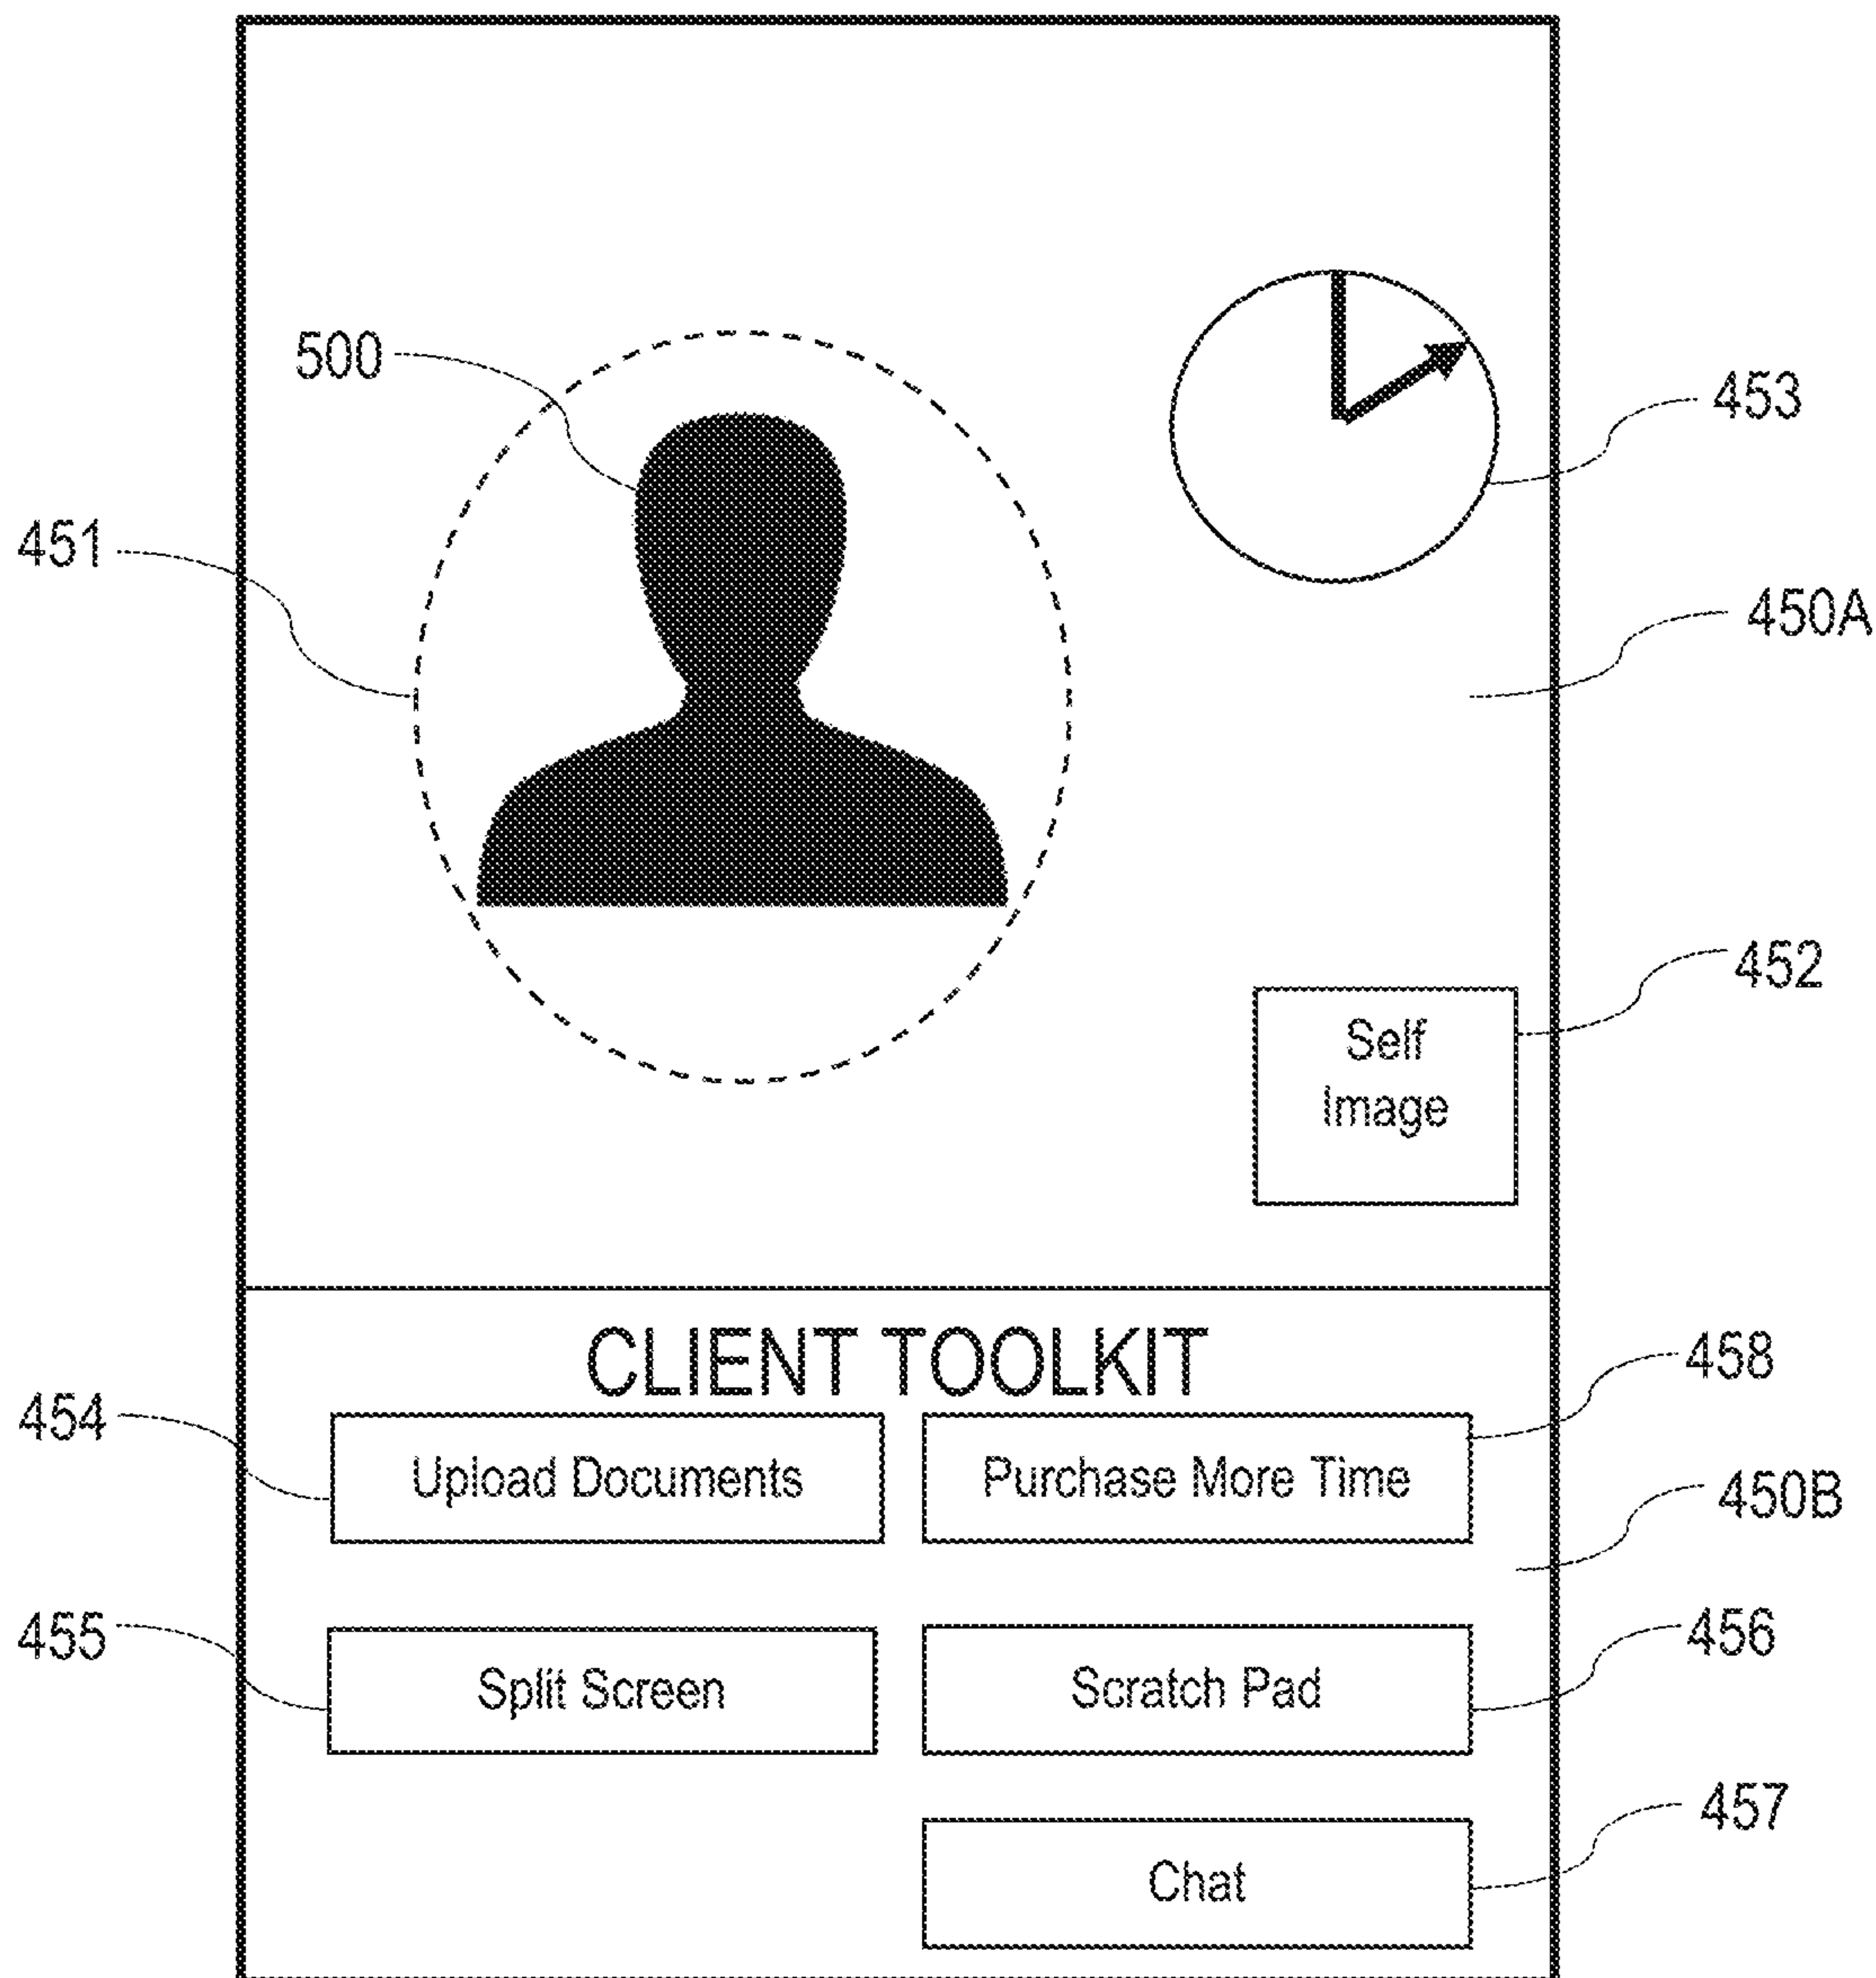 500
453
451
450A
452
Self
Image
CLIENT TOOLKIT
458
454
Upload Documents
Purchase More Time
450B
455
456
Split Screen
Scratch Pad
457
Chat